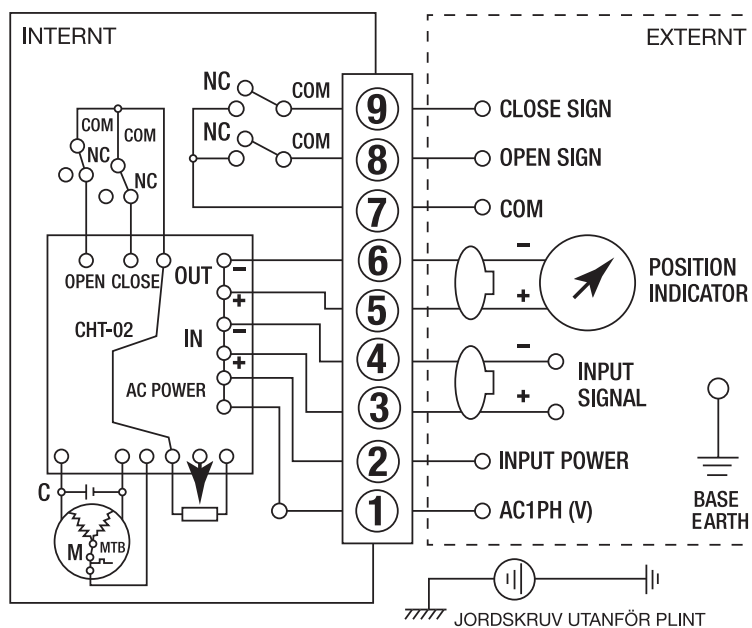 INTERNT
EXTERNT
NC
COM
9
CLOSE SIGN
NC
COM
8
OPEN SIGN
COM
COM
NC
NC
7
COM
OPEN
CLOSE
OUT
−
6
−
+
5
+
POSITION
INDICATOR
CHT-02
IN
−
4
−
+
3
+
INPUT
SIGNAL
AC POWER
2
INPUT POWER
1
AC1PH (V)
C
M
MTB
BASE
EARTH
JORDSKRUV UTANFÖR PLINT